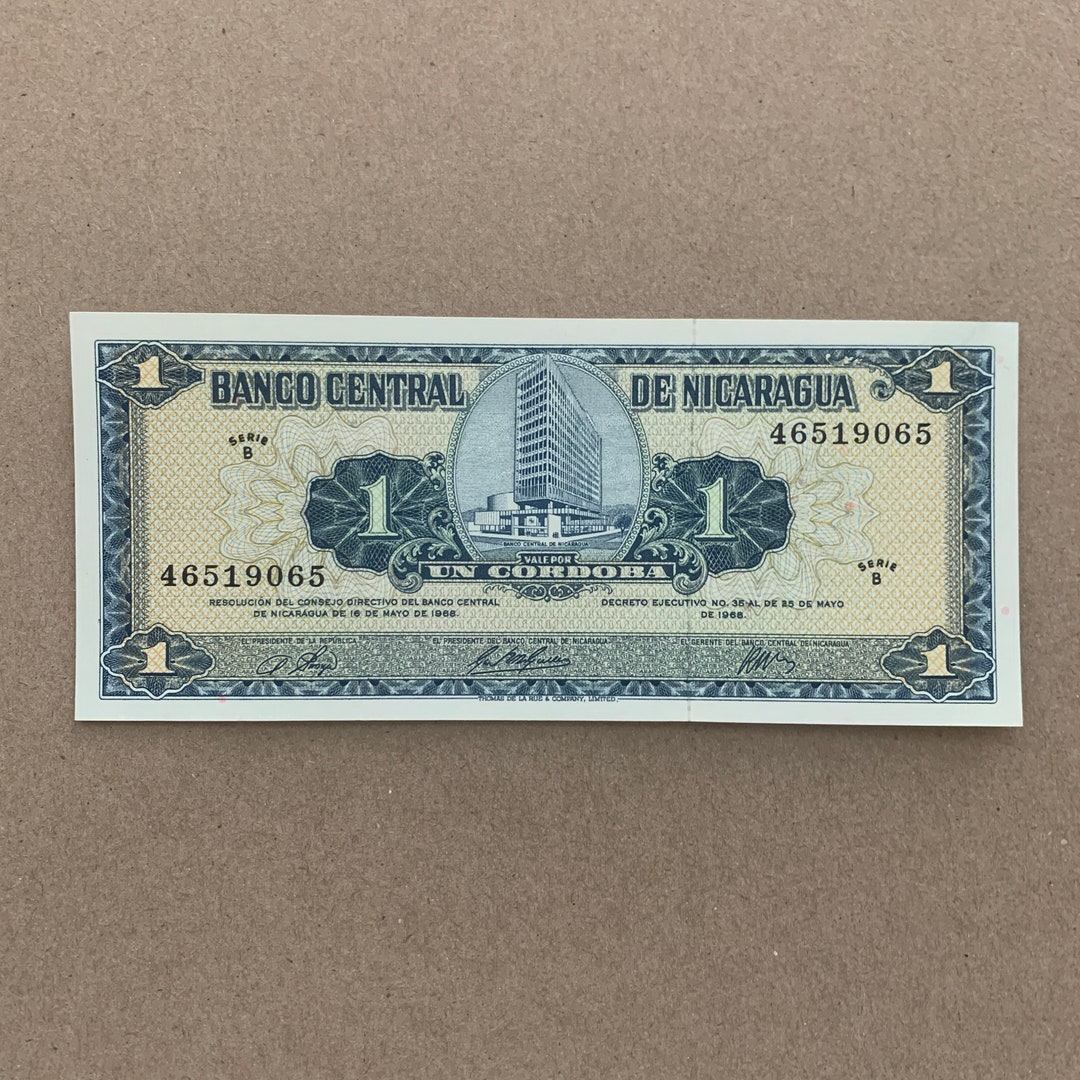 1 1
BANCO CENTRAL DE NICARAGUA
46519065
SERIE
B
1 1
BANCO CENTRAL DE NICARAGUA
VALE POR
UN CORDOBA
SERIE
B
46519065
RESOLUCIÓN DEL CONSEJO DIRECTIVO DEL BANCO CENTRAL
DE NICARAGUA DE 16 DE MAYO DE 1968.
DECRETO EJECUTIVO NO. 35-AL DE 25 DE MAYO
DE 1968.
EL PRESIDENTE DE LA REPUBLICA
EL PRESIDENTE DEL BANCO CENTRAL DE NICARAGUA
EL GERENTE DEL BANCO CENTRAL DE NICARAGUA
1 1
THOMAS DE LA RUE & COMPANY, LIMITED.